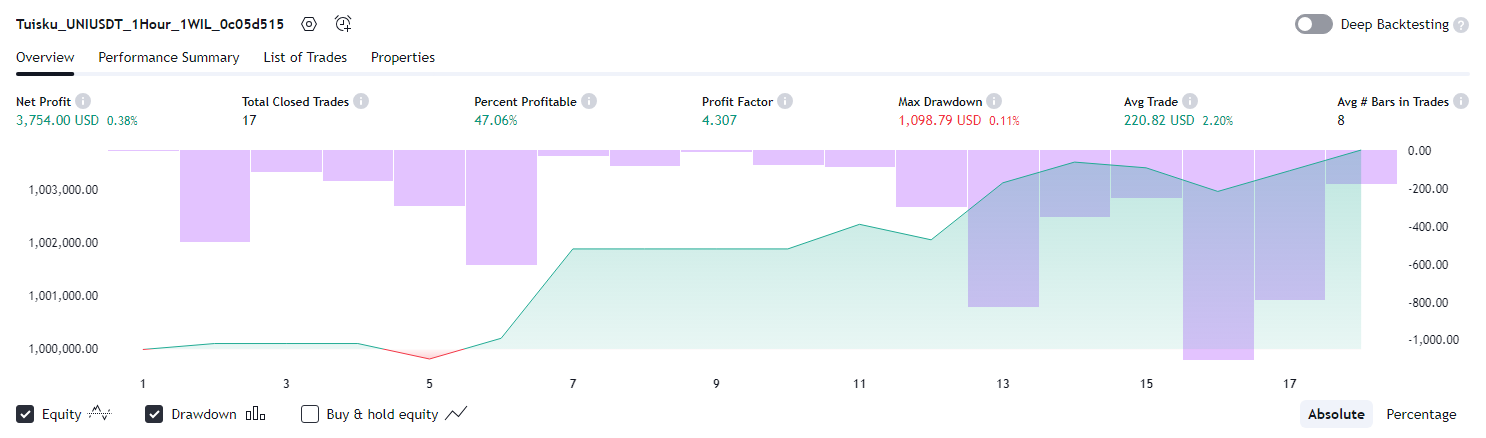 Tuisku_UNIUSDT_1Hour_1WIL_0c05d515
Deep Backtesting
Overview Performance Summary List of Trades Properties
Net Profit Total Closed Trades Percent Profitable Profit Factor Max Drawdown Avg Trade Avg # Bars in Trades
3,754.00 USD 0.38% 17 47.06% 4.307 1,098.79 USD 0.11% 220.82 USD 2.20% 8
0.00
1,003,000.00 -200.00
-400.00
1,002,000.00
-600.00
1,001,000.00 -800.00
1,000,000.00 -1,000.00
1 3 5 7 9 11 13 15 17
Equity Drawdown Buy & hold equity Absolute Percentage